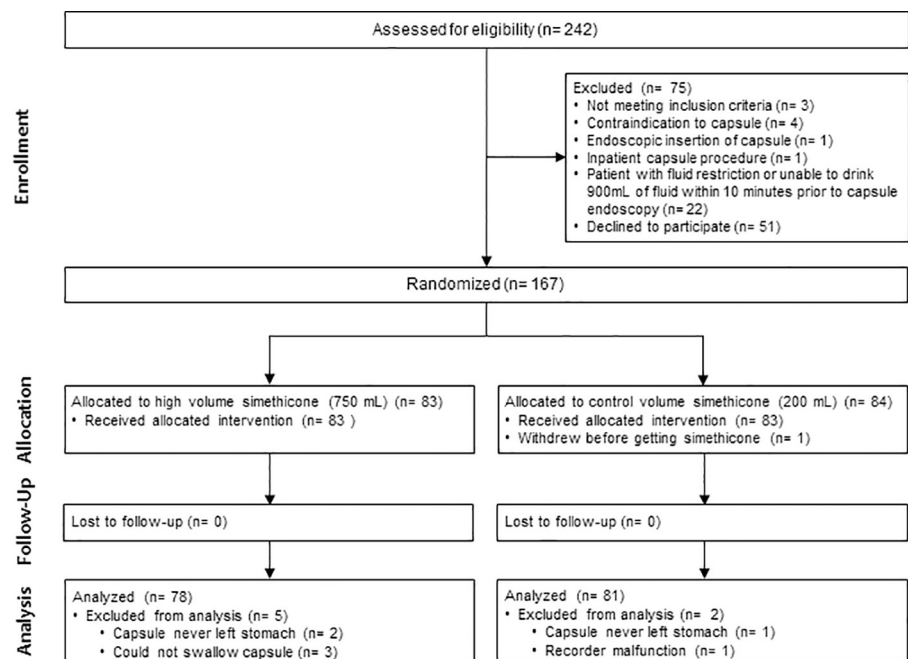 Assessed for eligibility (n= 242)
Enrollment
Excluded (n= 75)
• Not meeting inclusion criteria (n= 3)
• Contraindication to capsule (n= 4)
• Endoscopic insertion of capsule (n= 1)
• Inpatient capsule procedure (n= 1)
• Patient with fluid restriction or unable to drink
900mL of fluid within 10 minutes prior to capsule
endoscopy (n= 22)
• Declined to participate (n= 51)
Randomized (n= 167)
Allocation
Allocated to high volume simethicone (750 mL) (n= 83)
• Received allocated intervention (n= 83 )
Allocated to control volume simethicone (200 mL) (n= 84)
• Received allocated intervention (n= 83)
• Withdrew before getting simethicone (n= 1)
Follow-Up
Lost to follow-up (n= 0)
Lost to follow-up (n= 0)
Analysis
Analyzed (n= 78)
• Excluded from analysis (n= 5)
• Capsule never left stomach (n= 2)
• Could not swallow capsule (n= 3)
Analyzed (n= 81)
• Excluded from analysis (n= 2)
• Capsule never left stomach (n= 1)
• Recorder malfunction (n= 1)